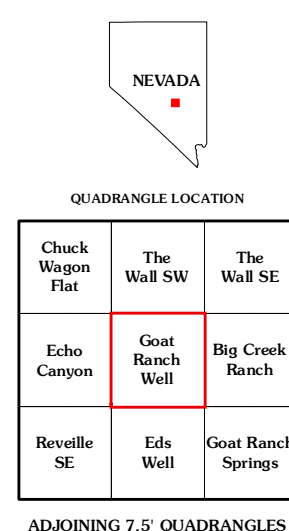 NEVADA
QUADRANGLE LOCATION
Chuck
Wagon
Flat
The
Wall SW
The
Wall SE
Echo
Canyon
Goat
Ranch
Well
Big Creek
Ranch
Reveille
SE
Eds
Well
Goat Ranch
Springs
ADJOINING 7.5' QUADRANGLES